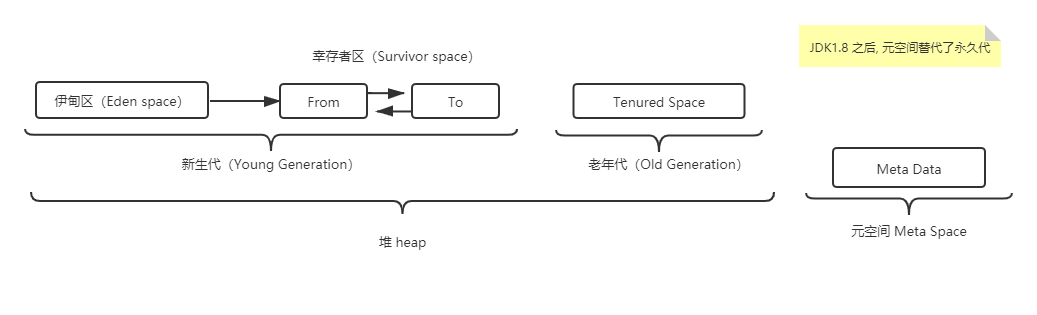 JDK1.8 之后, 元空间替代了永久代
幸存者区（Survivor space）
伊甸区（Eden space）
From
To
Tenured Space
新生代（Young Generation）
老年代（Old Generation）
Meta Data
元空间 Meta Space
堆 heap